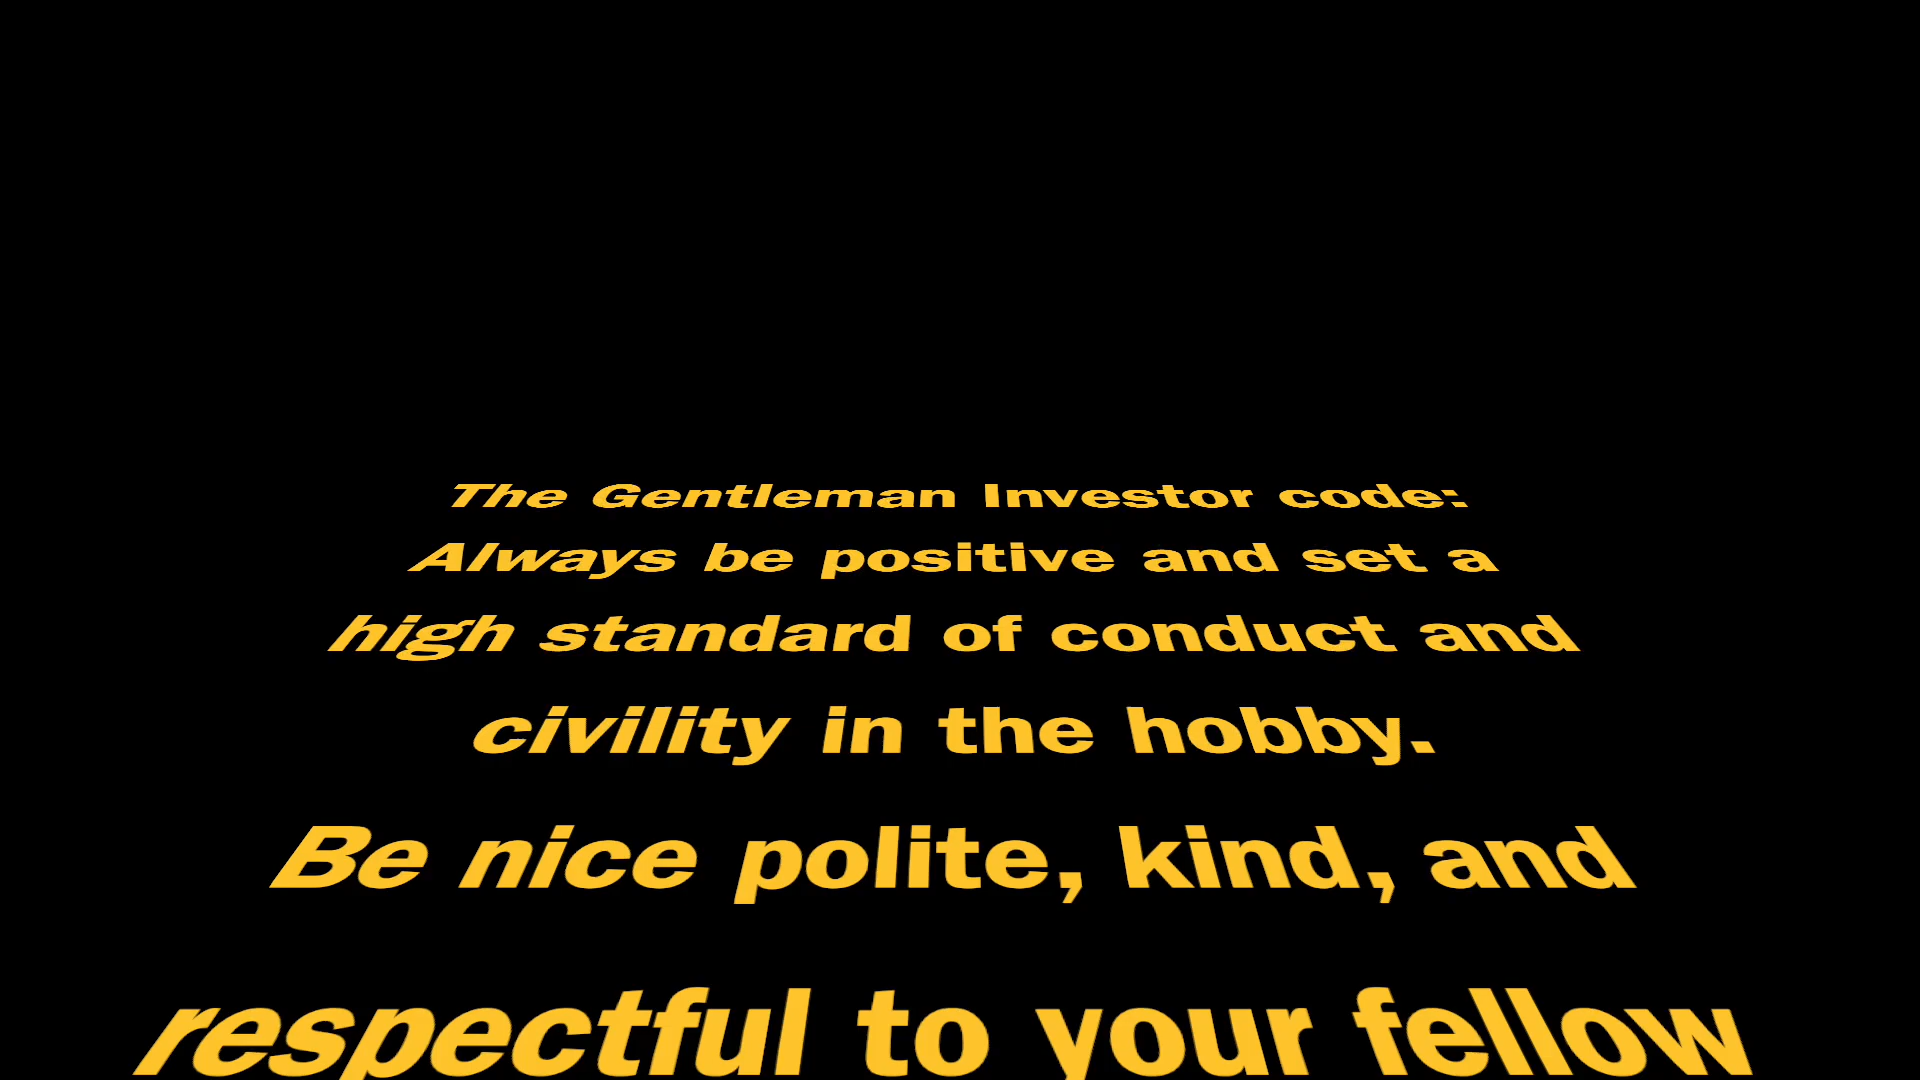 The Gentleman Investor code:
Always be positive and set a
high standard of conduct and
civility in the hobby.
Be nice polite, kind, and
respectful to your fellow